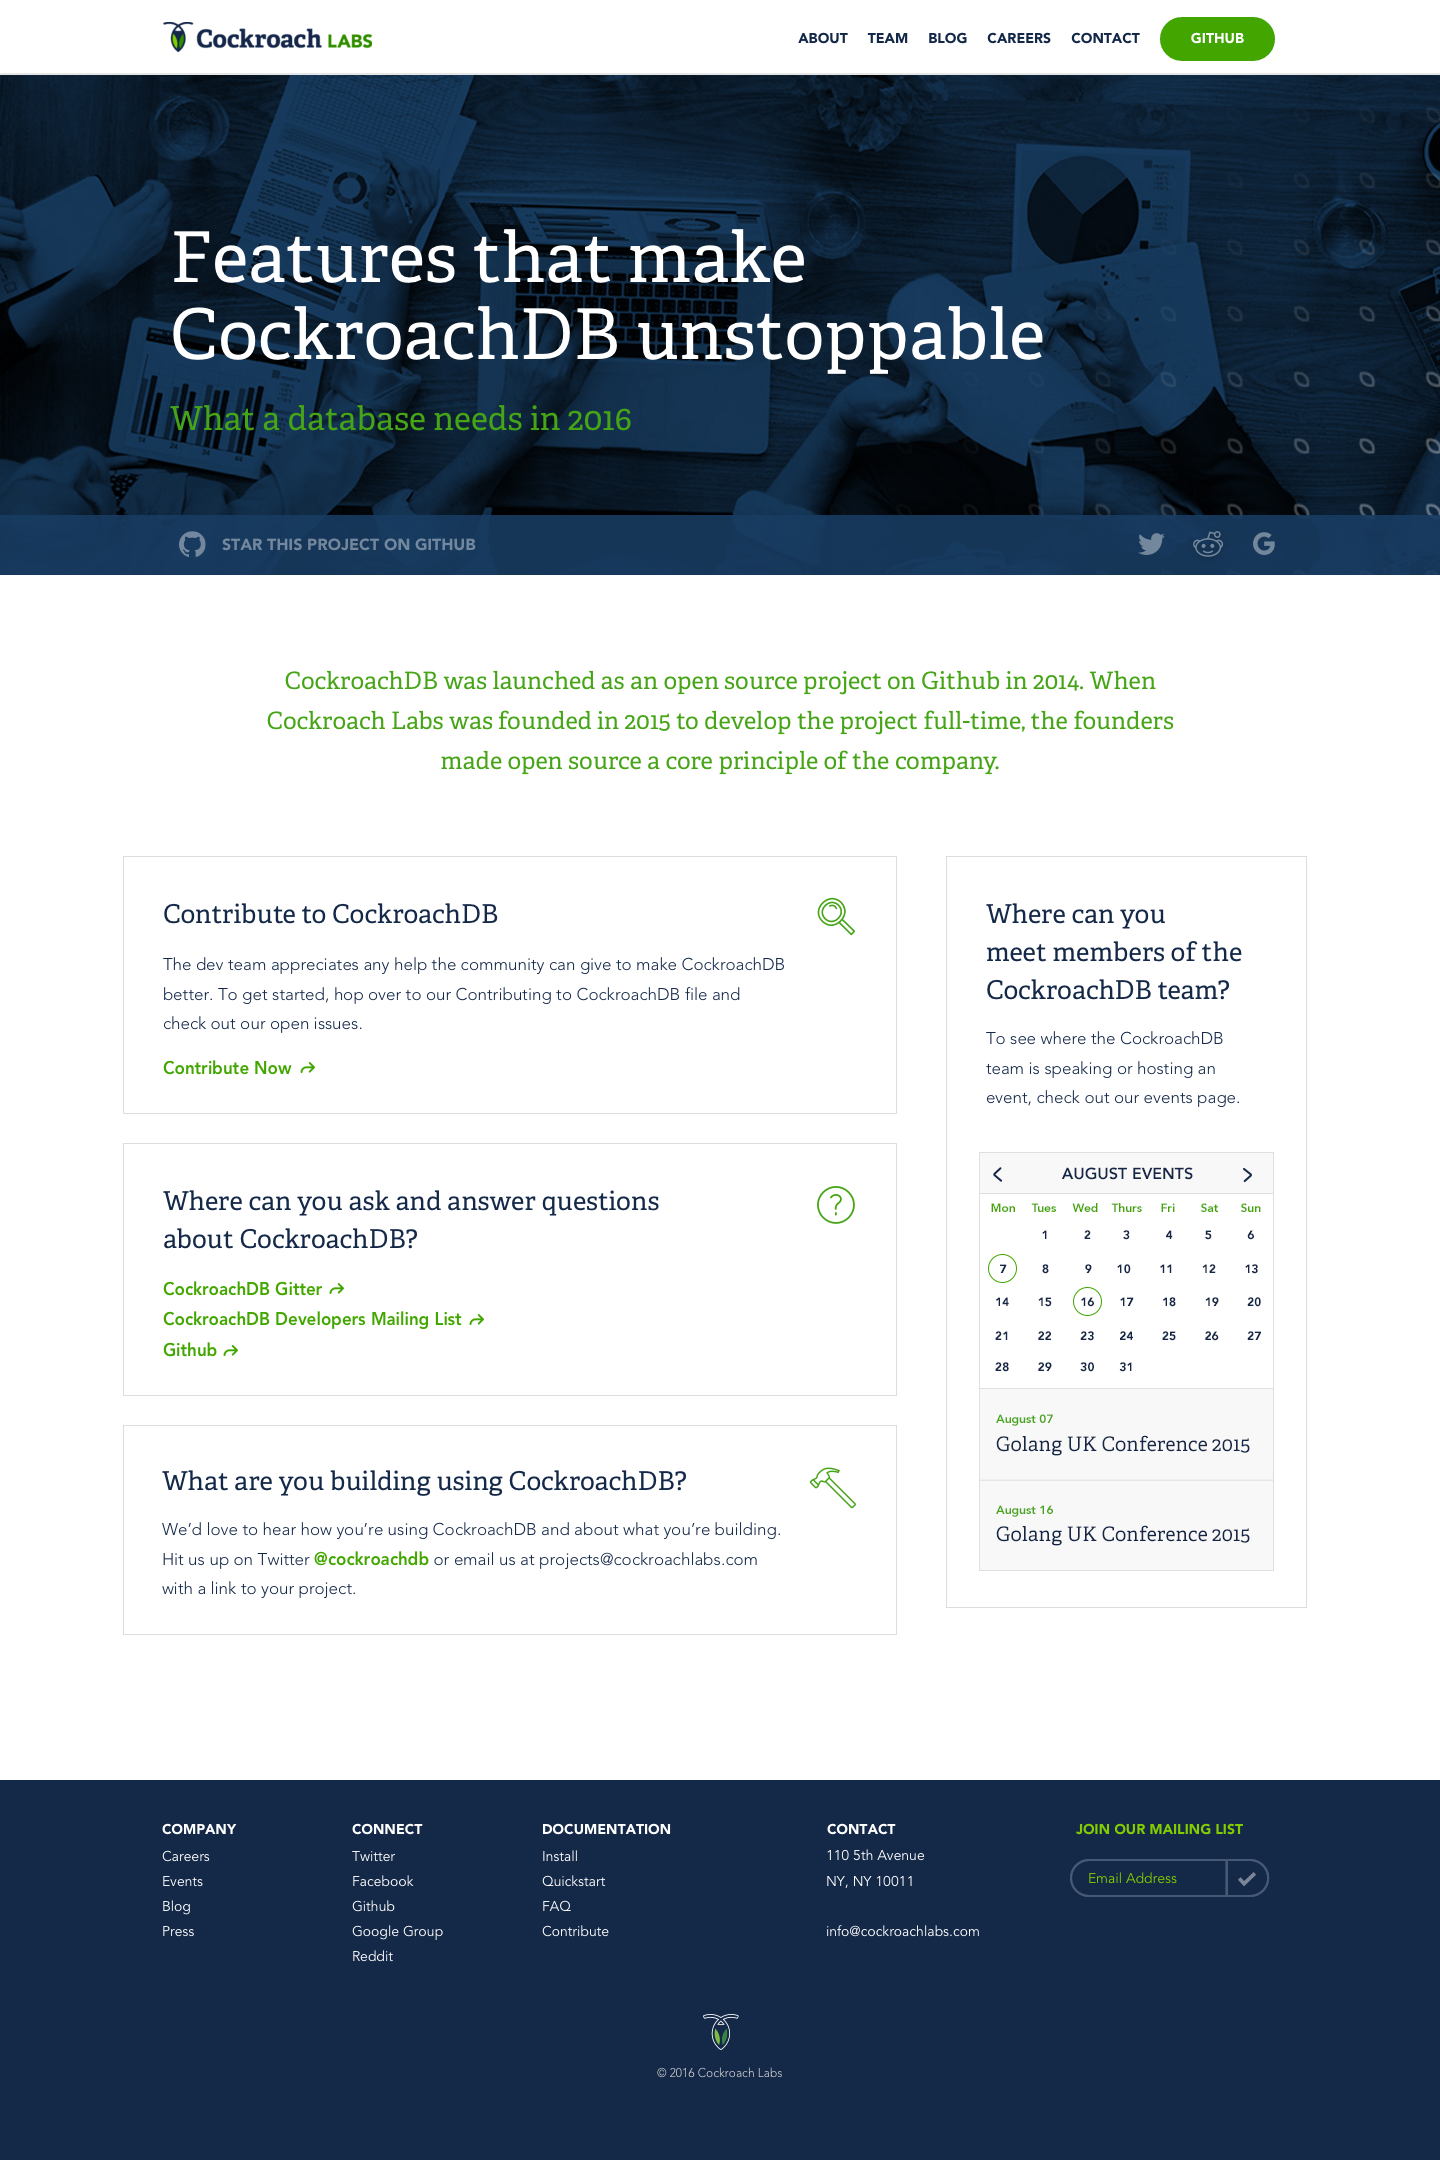 Cockroach LABS
ABOUT TEAM BLOG CAREERS CONTACT GITHUB
Features that make
CockroachDB unstoppable
What a database needs in 2016
STAR THIS PROJECT ON GITHUB
CockroachDB was launched as an open source project on Github in 2014. When
Cockroach Labs was founded in 2015 to develop the project full-time, the founders
made open source a core principle of the company.
Contribute to CockroachDB
The dev team appreciates any help the community can give to make CockroachDB
better. To get started, hop over to our Contributing to CockroachDB file and
check out our open issues.
Contribute Now
Where can you ask and answer questions
about CockroachDB?
CockroachDB Gitter
CockroachDB Developers Mailing List
Github
What are you building using CockroachDB?
We’d love to hear how you’re using CockroachDB and about what you’re building.
Hit us up on Twitter @cockroachdb or email us at projects@cockroachlabs.com
with a link to your project.
Where can you
meet members of the
CockroachDB team?
To see where the CockroachDB
team is speaking or hosting an
event, check out our events page.
AUGUST EVENTS
Mon Tues Wed Thurs Fri Sat Sun
1 2 3 4 5 6
7 8 9 10 11 12 13
14 15 16 17 18 19 20
21 22 23 24 25 26 27
28 29 30 31
August 07
Golang UK Conference 2015
August 16
Golang UK Conference 2015
COMPANY
Careers
Events
Blog
Press
CONNECT
Twitter
Facebook
Github
Google Group
Reddit
DOCUMENTATION
Install
Quickstart
FAQ
Contribute
CONTACT
110 5th Avenue
NY, NY 10011
info@cockroachlabs.com
JOIN OUR MAILING LIST
Email Address
© 2016 Cockroach Labs